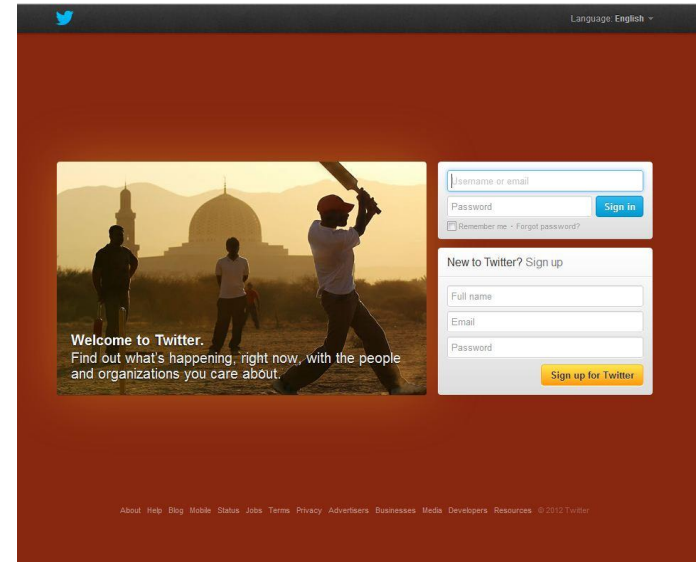 Language: English
Welcome to Twitter.
Find out what's happening, right now, with the people
and organizations you care about.
Username or email
Password
Sign in
Remember me · Forgot password?
New to Twitter? Sign up
Full name
Email
Password
Sign up for Twitter
About Help Blog Mobile Status Jobs Terms Privacy Advertisers Businesses Media Developers Resources © 2012 Twitter